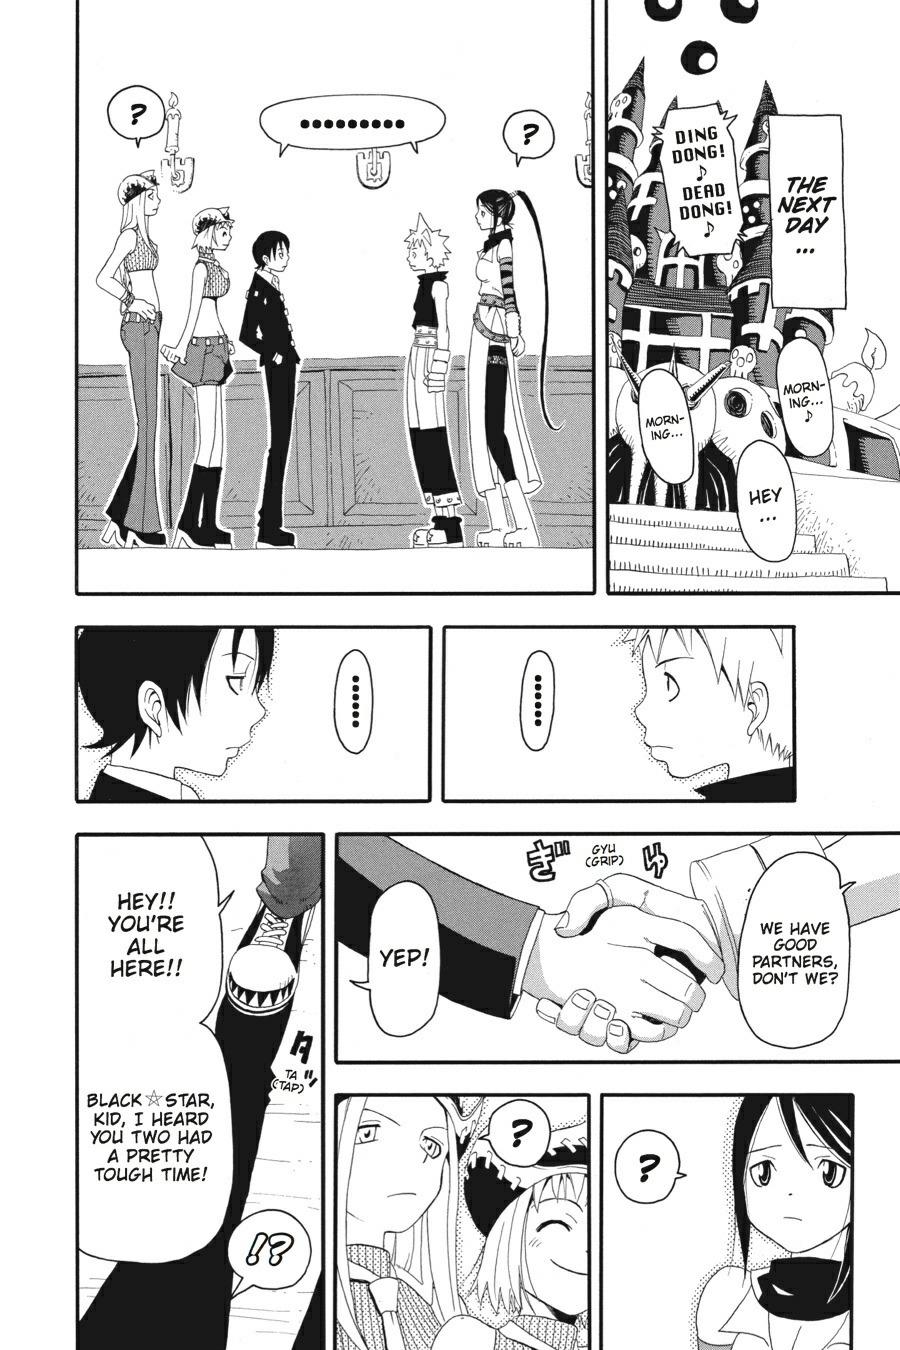 THE
NEXT
DAY
...
DING
DONG!
♪
DEAD
DONG!
♪
MORN-
ING...
♪
MORN-
ING...
HEY
...
?
•••••••••
?
••••••
••••••
ぎゅ
GYU
(GRIP)
WE HAVE
GOOD
PARTNERS,
DON'T WE?
YEP!
HEY!!
YOU'RE
ALL
HERE!!
タッ
TA
(TAP)
BLACK☆STAR,
KID, I HEARD
YOU TWO HAD
A PRETTY
TOUGH TIME!
!?
?
?